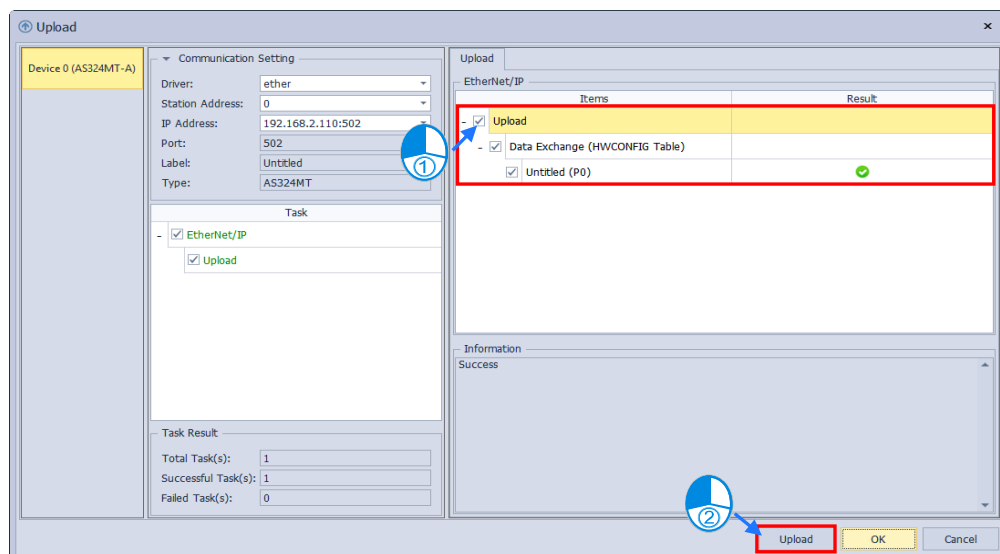 Upload
×
Device 0 (AS324MT-A)
Communication Setting
Driver: ether
Station Address: 0
IP Address: 192.168.2.110:502
Port: 502
Label: Untitled
Type: AS324MT
Task
- EtherNet/IP
Upload
Task Result
Total Task(s): 1
Successful Task(s): 1
Failed Task(s): 0
Upload
EtherNet/IP
Items Result
- Upload
- Data Exchange (HWCONFIG Table)
Untitled (P0)
①
Information
Success
②
Upload OK Cancel